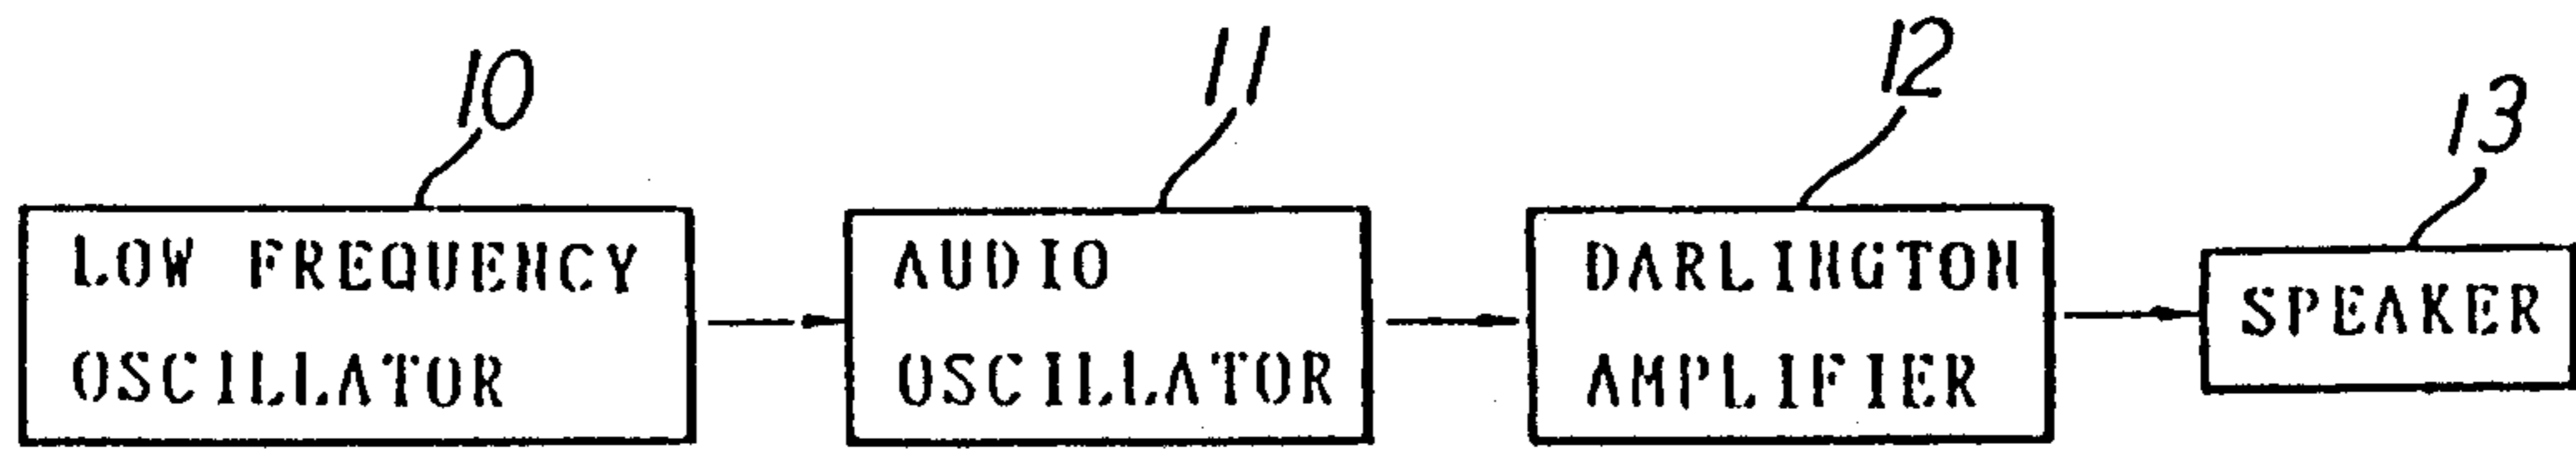 10
11
12
13
LOW FREQUENCY
OSCILLATOR
AUDIO
OSCILLATOR
DARLINGTON
AMPLIFIER
SPEAKER